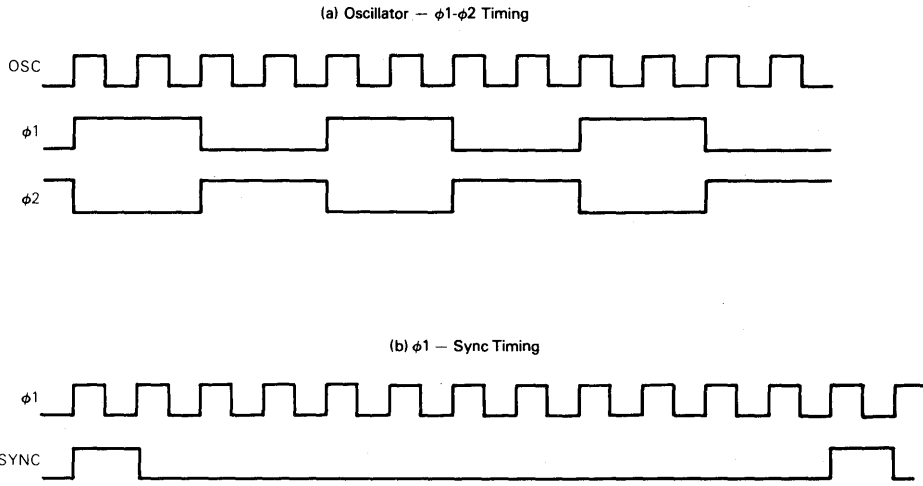 (a) Oscillator — ϕ1-ϕ2 Timing
OSC
ϕ1
ϕ2
(b) ϕ1 — Sync Timing
ϕ1
SYNC